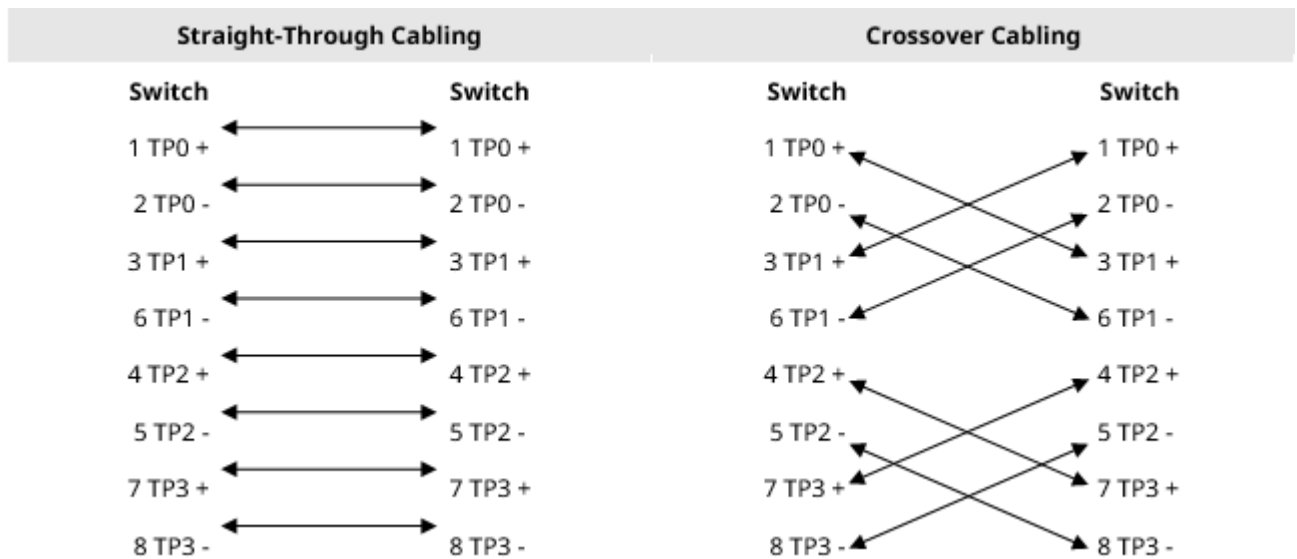 Straight-Through Cabling Crossover Cabling
Switch Switch Switch Switch
1 TP0 + 1 TP0 + 1 TP0 + 1 TP0 +
2 TP0 - 2 TP0 - 2 TP0 - 2 TP0 -
3 TP1 + 3 TP1 + 3 TP1 + 3 TP1 +
6 TP1 - 6 TP1 - 6 TP1 - 6 TP1 -
4 TP2 + 4 TP2 + 4 TP2 + 4 TP2 +
5 TP2 - 5 TP2 - 5 TP2 - 5 TP2 -
7 TP3 + 7 TP3 + 7 TP3 + 7 TP3 +
8 TP3 - 8 TP3 - 8 TP3 - 8 TP3 -